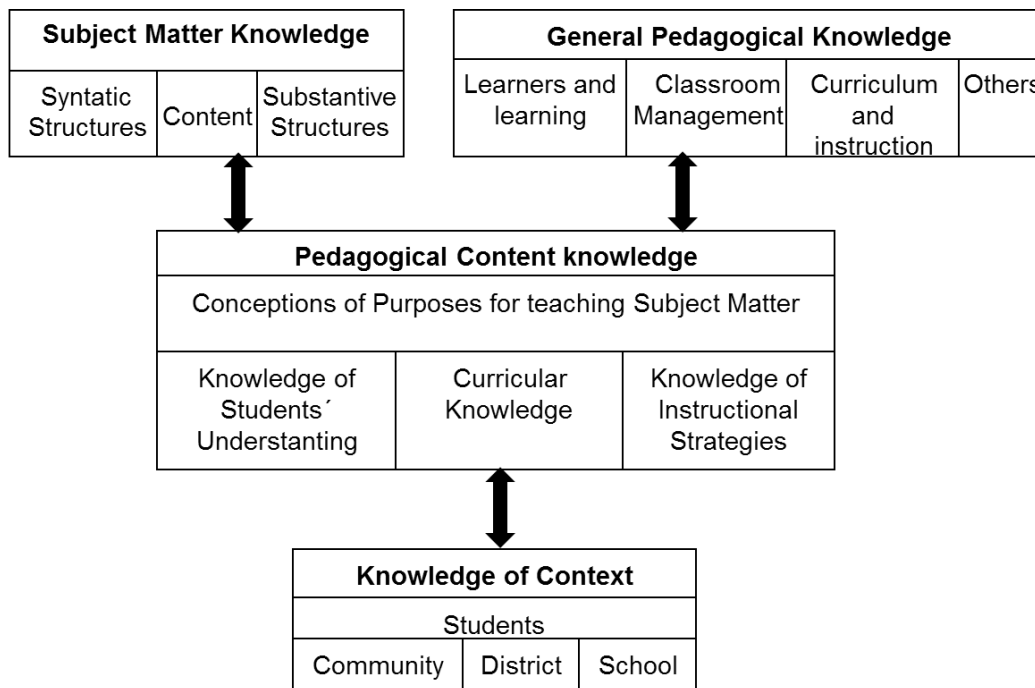 Subject Matter Knowledge
Syntatic
Structures
Content
Substantive
Structures
General Pedagogical Knowledge
Learners and
learning
Classroom
Management
Curriculum
and
instruction
Others
Pedagogical Content knowledge
Conceptions of Purposes for teaching Subject Matter
Knowledge of
Students´
Understanting
Curricular
Knowledge
Knowledge of
Instructional
Strategies
Knowledge of Context
Students
Community
District
School